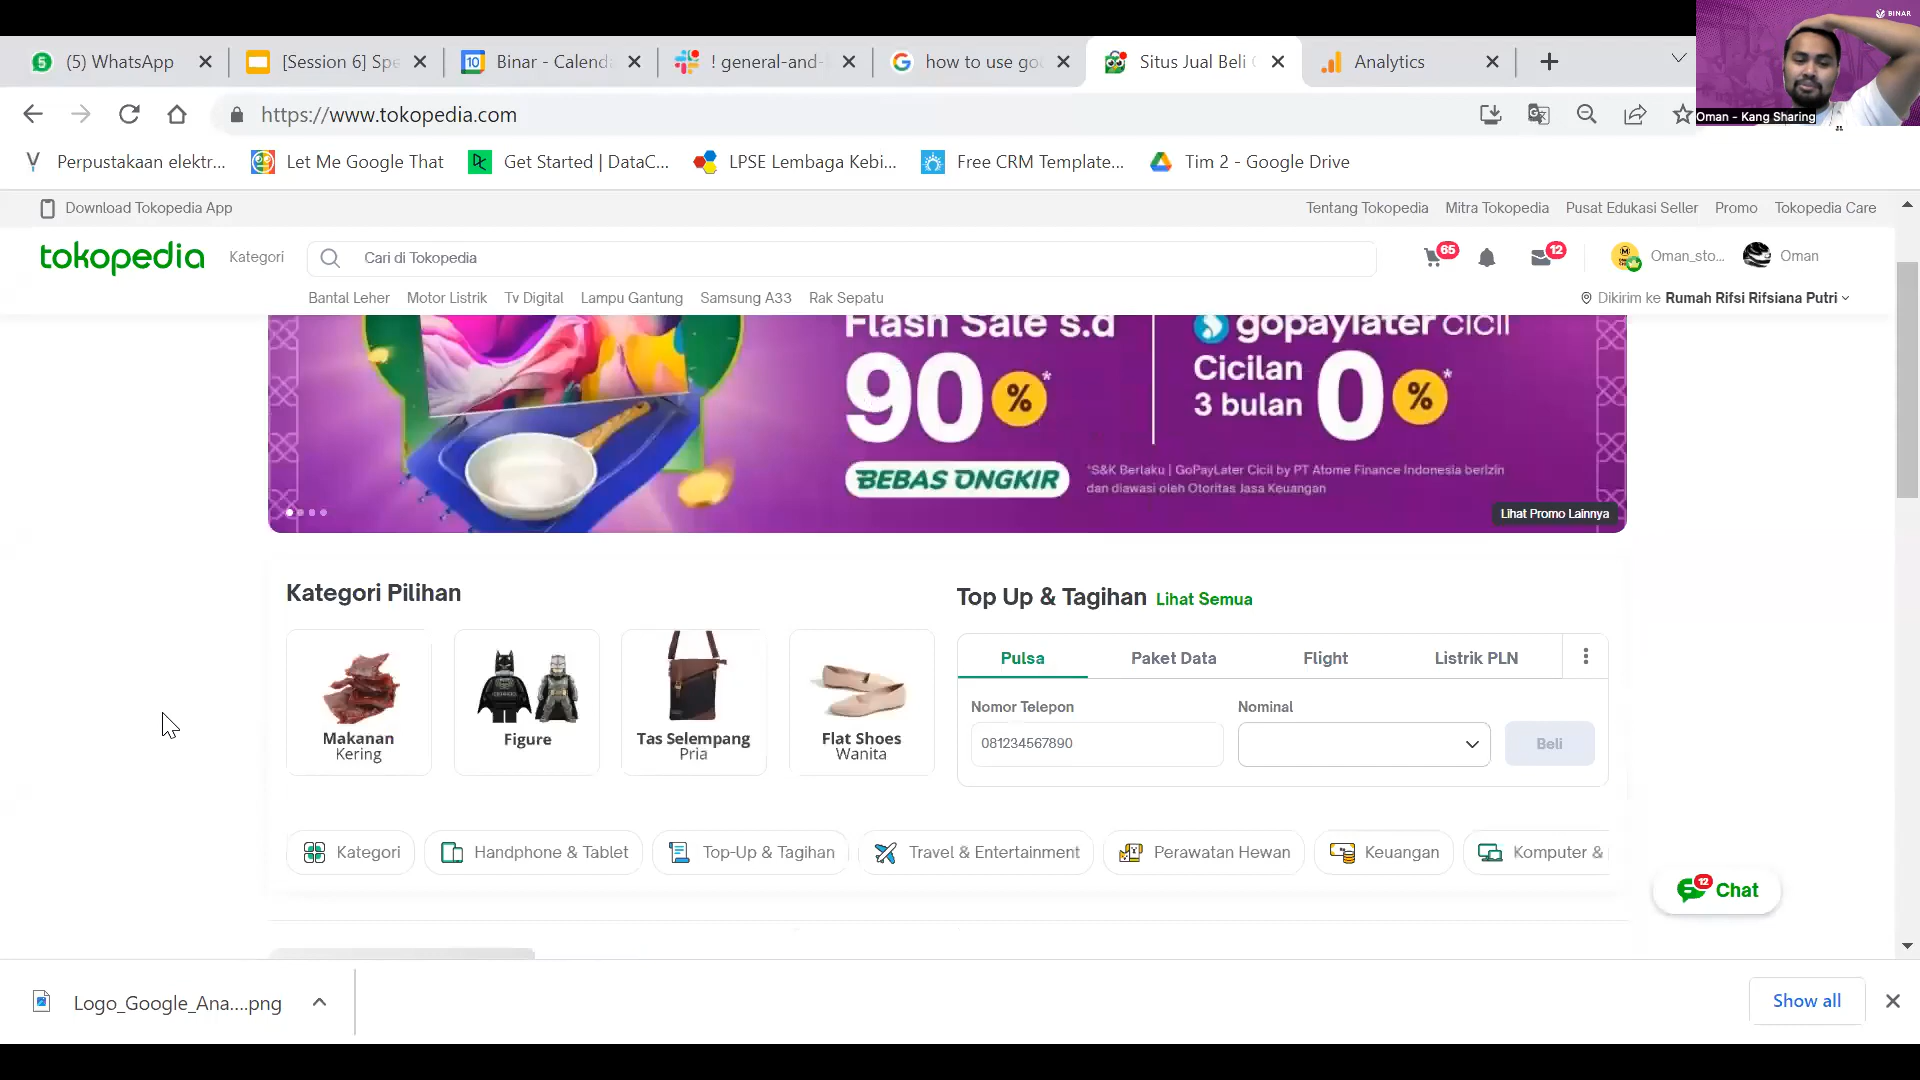 BINAR
(5) WhatsApp
[Session 6] Spe
Binar - Calenda
! general-and-
how to use goo
Situs Jual Beli
Analytics
Oman - Kang Sharing
https://www.tokopedia.com
Perpustakaan elektr...
Let Me Google That
Get Started | DataC...
LPSE Lembaga Kebi...
Free CRM Template...
Tim 2 - Google Drive
Download Tokopedia App
Tentang Tokopedia
Mitra Tokopedia
Pusat Edukasi Seller
Promo
Tokopedia Care
tokopedia
Kategori
Cari di Tokopedia
65
12
Oman_sto...
Oman
Bantal Leher
Motor Listrik
Tv Digital
Lampu Gantung
Samsung A33
Rak Sepatu
Dikirim ke Rumah Rifsi Rifsiana Putri
Flash Sale s.d
90%*
BEBAS ONGKIR
gopaylater cicil
Cicilan
3 bulan
0%*
*S&K Berlaku | GoPayLater Cicil by PT Atome Finance Indonesia berizin
dan diawasi oleh Otoritas Jasa Keuangan
Lihat Promo Lainnya
Kategori Pilihan
Makanan
Kering
Figure
Tas Selempang
Pria
Flat Shoes
Wanita
Top Up & Tagihan Lihat Semua
Pulsa
Paket Data
Flight
Listrik PLN
Nomor Telepon
Nominal
081234567890
Beli
Kategori
Handphone & Tablet
Top-Up & Tagihan
Travel & Entertainment
Perawatan Hewan
Keuangan
Komputer &
12
Chat
Logo_Google_Ana....png
Show all